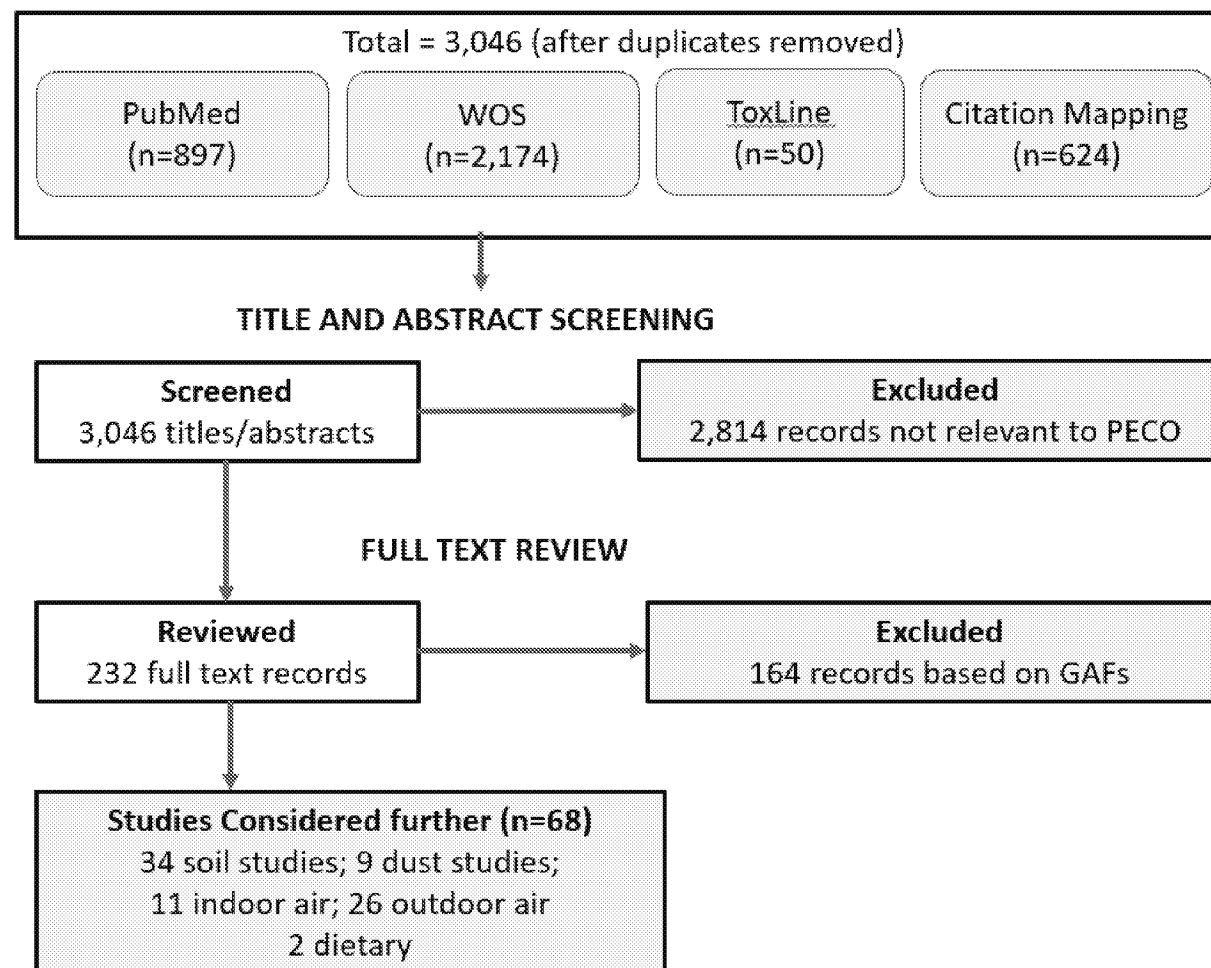 Total = 3,046 (after duplicates removed)
PubMed
(n=897)
WOS
(n=2,174)
ToxLine
(n=50)
Citation Mapping
(n=624)
TITLE AND ABSTRACT SCREENING
Screened
3,046 titles/abstracts
Excluded
2,814 records not relevant to PECO
FULL TEXT REVIEW
Reviewed
232 full text records
Excluded
164 records based on GAFs
Studies Considered further (n=68)
34 soil studies; 9 dust studies;
11 indoor air; 26 outdoor air
2 dietary